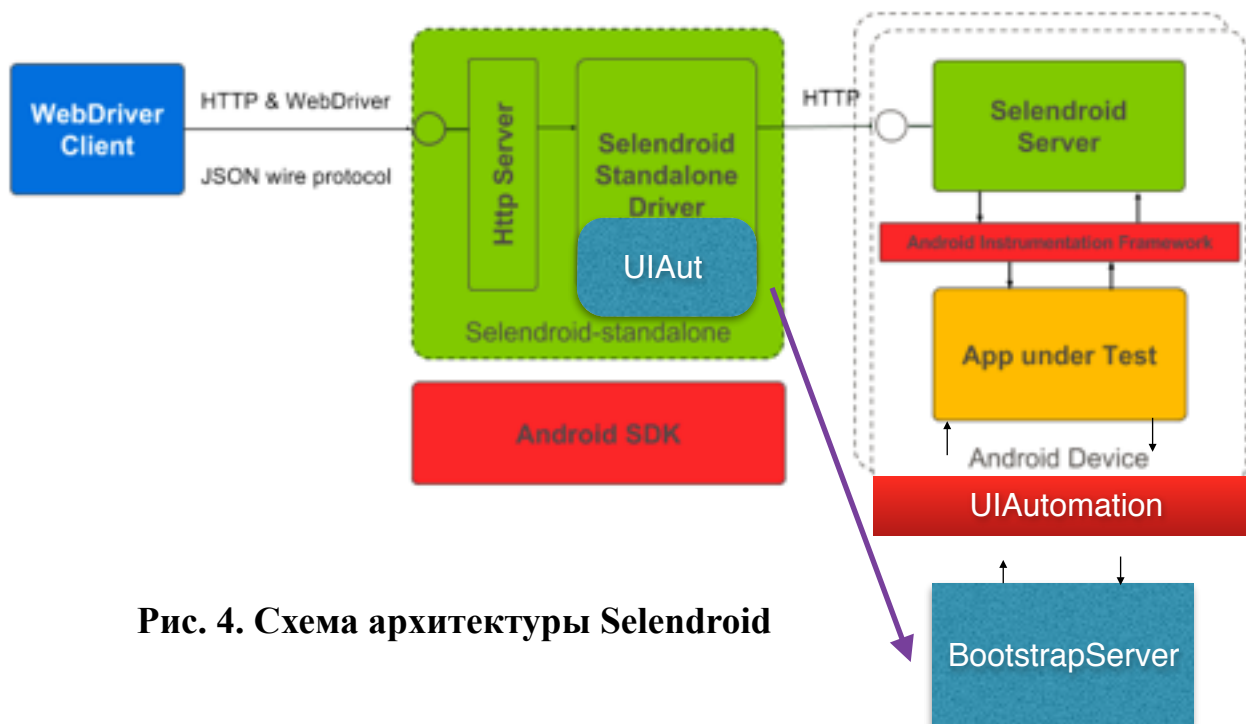 WebDriver
Client
HTTP & WebDriver
JSON wire protocol
Http Server
Selendroid
Standalone
Driver
UIAut
Selendroid-standalone
Android SDK
HTTP
Selendroid
Server
Android Instrumentation Framework
App under Test
Android Device
UIAutomation
BootstrapServer
Рис. 4. Схема архитектуры Selendroid